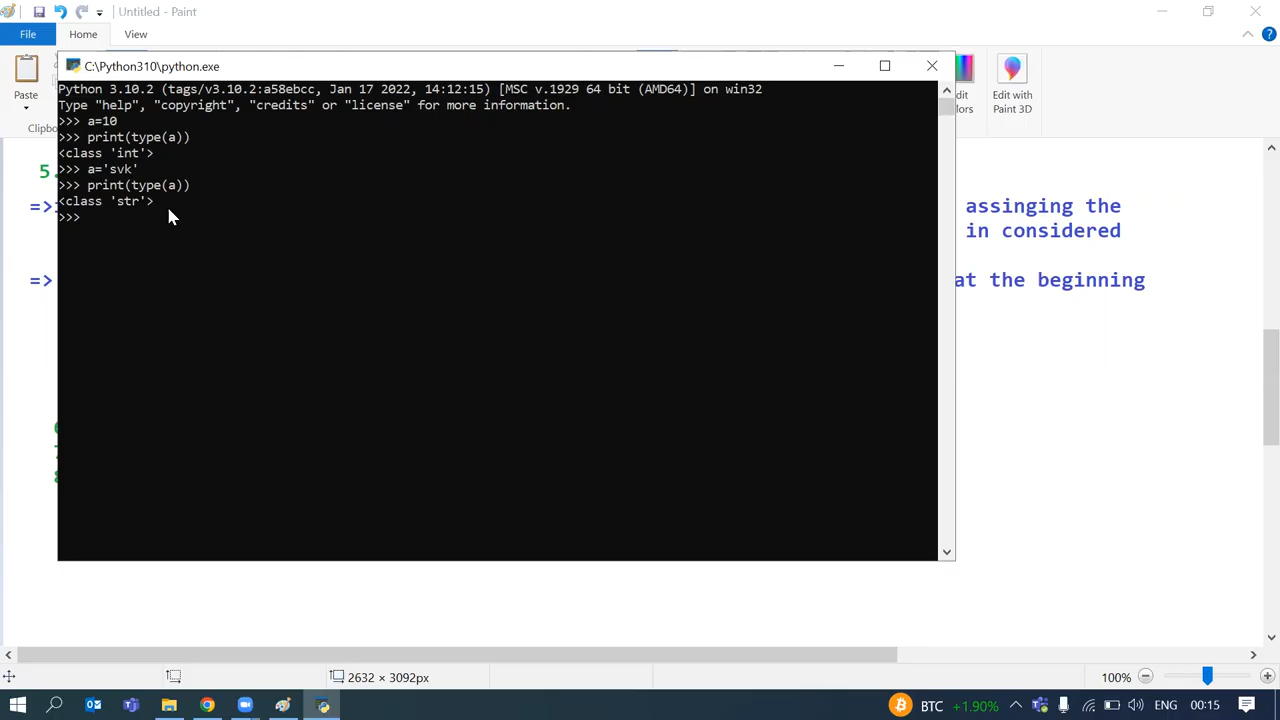 Untitled - Paint
File Home View
C:\Python310\python.exe
Paste
dit
lors
Edit with
Paint 3D
Clipbo
Python 3.10.2 (tags/v3.10.2:a58ebcc, Jan 17 2022, 14:12:15) [MSC v.1929 64 bit (AMD64)] on win32
Type "help", "copyright", "credits" or "license" for more information.
>>> a=10
>>> print(type(a))
<class 'int'>
>>> a='svk'
>>> print(type(a))
<class 'str'>
>>>
5.
=> assinging the
in considered
=> at the beginning
2632 × 3092px
100%
BTC +1.90% ENG 00:15